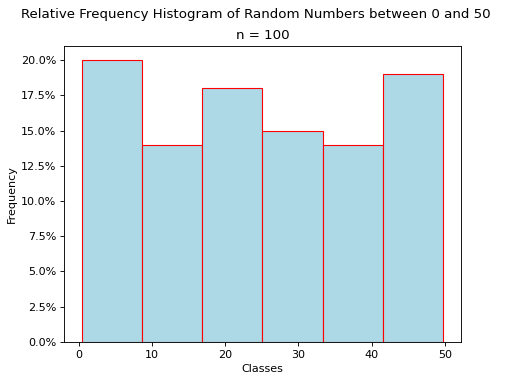 Relative Frequency Histogram of Random Numbers between 0 and 50
n = 100
20.0%
17.5%
15.0%
12.5%
10.0%
7.5%
5.0%
2.5%
0.0%
Frequency
0 10 20 30 40 50
Classes